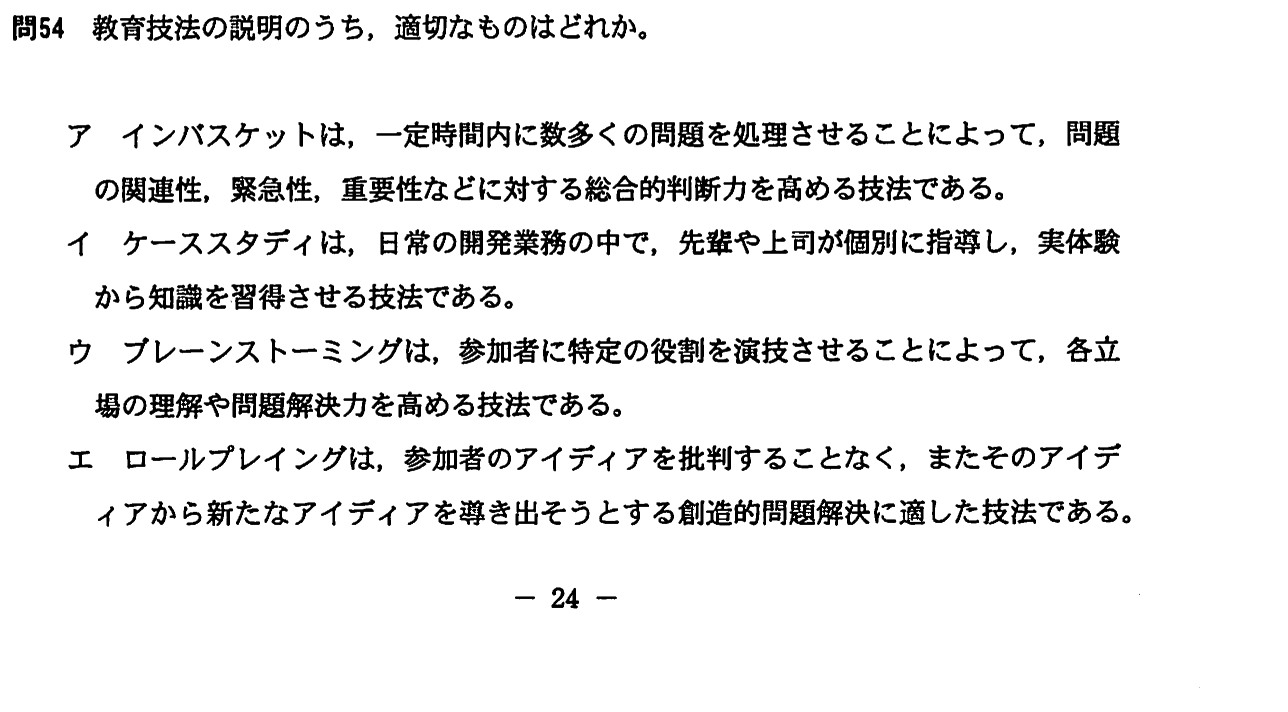 問54　教育技法の説明のうち，適切なものはどれか。
ア　インバスケットは，一定時間内に数多くの問題を処理させることによって，問題
の関連性，緊急性，重要性などに対する総合的判断力を高める技法である。
イ　ケーススタディは，日常の開発業務の中で，先輩や上司が個別に指導し，実体験
から知識を習得させる技法である。
ウ　ブレーンストーミングは，参加者に特定の役割を演技させることによって，各立
場の理解や問題解決力を高める技法である。
エ　ロールプレイングは，参加者のアイディアを批判することなく，またそのアイデ
ィアから新たなアイディアを導き出そうとする創造的問題解決に適した技法である。
－ 24 －